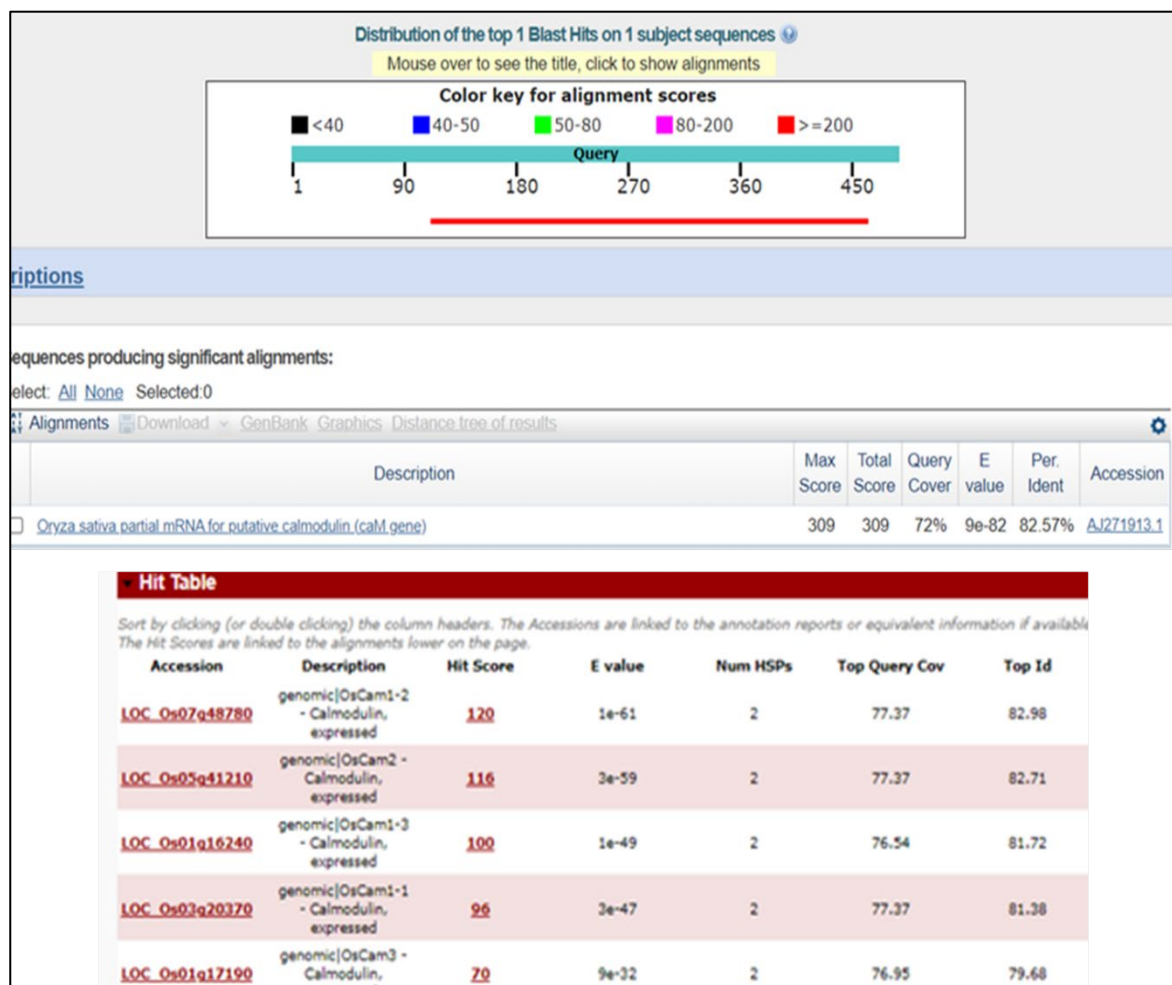 Distribution of the top 1 Blast Hits on 1 subject sequences
Mouse over to see the title, click to show alignments
Color key for alignment scores
<40 40-50 50-80 80-200 >=200
Query
1 90 180 270 360 450
riptions
equences producing significant alignments:
elect: All None Selected:0
Alignments Download GenBank Graphics Distance tree of results
Description Max Score Total Score Query Cover E value Per. Ident Accession
Oryza sativa partial mRNA for putative calmodulin (caM gene) 309 309 72% 9e-82 82.57% AJ271913.1
Hit Table
Sort by clicking (or double clicking) the column headers. The Accessions are linked to the annotation reports or equivalent information if available
The Hit Scores are linked to the alignments lower on the page.
Accession Description Hit Score E value Num HSPs Top Query Cov Top Id
LOC_Os07g48780 genomic|OsCam1-2 - Calmodulin, expressed 120 1e-61 2 77.37 82.98
LOC_Os05g41210 genomic|OsCam2 - Calmodulin, expressed 116 3e-59 2 77.37 82.71
LOC_Os01g16240 genomic|OsCam1-3 - Calmodulin, expressed 100 1e-49 2 76.54 81.72
LOC_Os03g20370 genomic|OsCam1-1 - Calmodulin, expressed 96 3e-47 2 77.37 81.38
LOC_Os01g17190 genomic|OsCam3 - Calmodulin, 70 9e-32 2 76.95 79.68